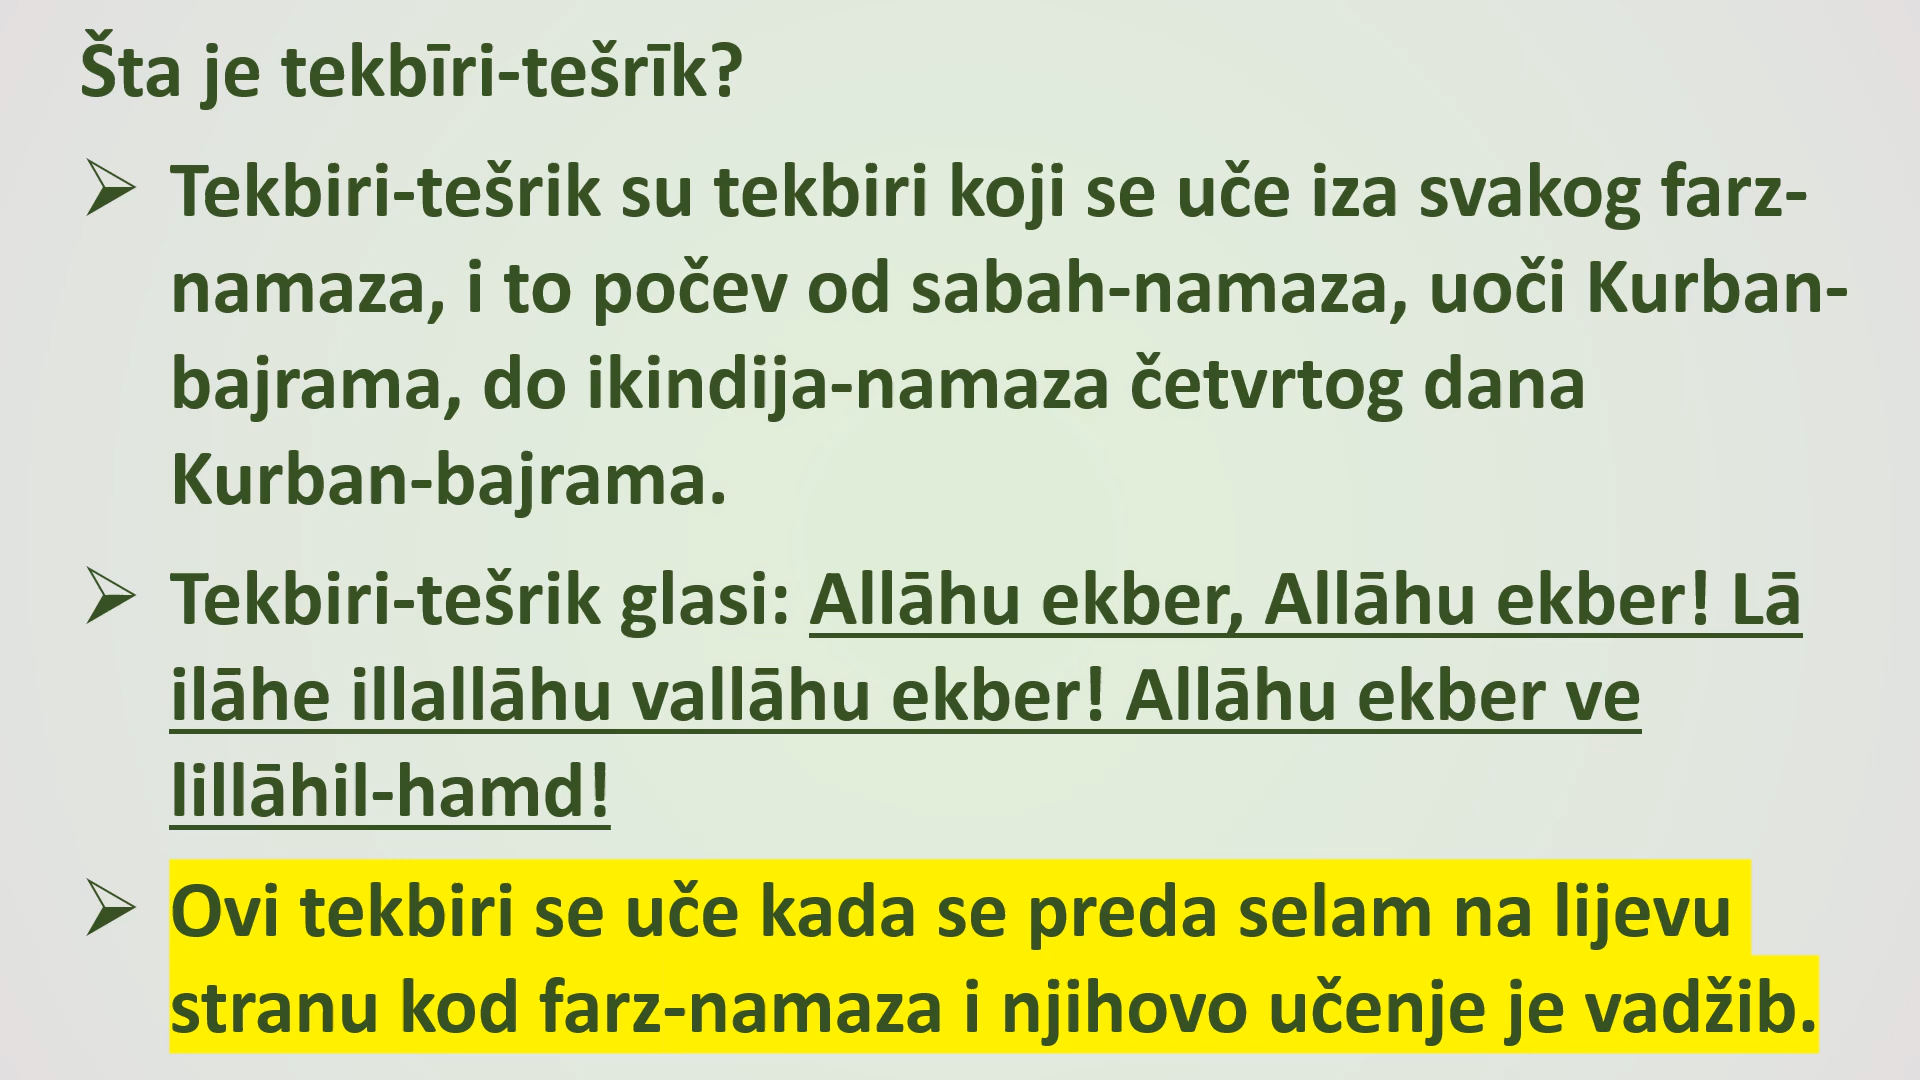 Šta je tekbīri-tešrīk?
Tekbiri-tešrik su tekbiri koji se uče iza svakog farz-
namaza, i to počev od sabah-namaza, uoči Kurban-
bajrama, do ikindija-namaza četvrtog dana
Kurban-bajrama.
Tekbiri-tešrik glasi: Allāhu ekber, Allāhu ekber! Lā
ilāhe illallāhu vallāhu ekber! Allāhu ekber ve
lillāhil-hamd!
Ovi tekbiri se uče kada se preda selam na lijevu
stranu kod farz-namaza i njihovo učenje je vadžib.